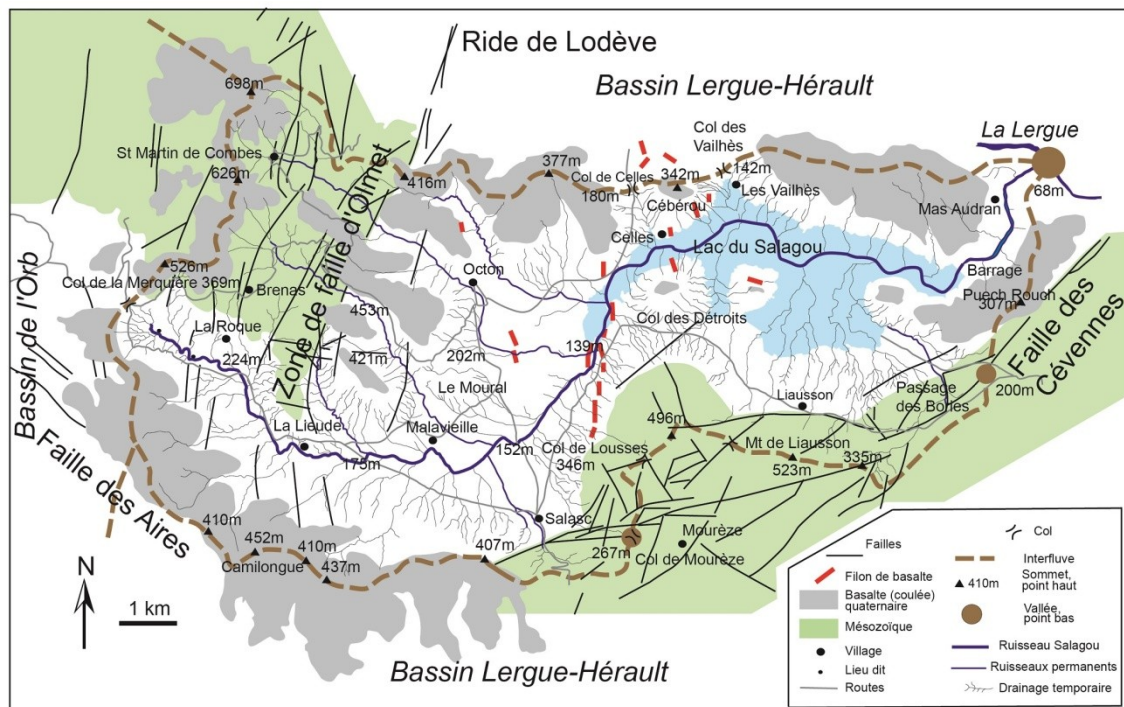 Ride de Lodève
Bassin Lergue-Hérault
698m
St Martin de Combes
626m
416m
377m
Col de Celles
180m
342m
Col des
Vailhès
142m
Les Vailhès
La Lergue
68m
Mas Audran
Cébérou
Celles
Lac du Salagou
Barrage
Puech Rouch
307m
Faille des
Cévennes
Bassin de l'Orb
526m
Col de la Merquière 369m
Brenas
Zone de faille d'Olmet
Octon
453m
La Roque
224m
421m
202m
139m
Col des Détroits
Le Moural
Liausson
Passage
des Bories
200m
La Lieude
Malavieille
175m
152m
Col de Lousses
346m
496m
Mt de Liausson
523m
335m
Faille des Aires
Salasc
Mourèze
267m
Col de Mourèze
410m
452m
410m
Camilongue
437m
407m
N
1 km
Bassin Lergue-Hérault
Failles
Filon de basalte
Basalte (coulée)
quaternaire
Mésozoïque
Village
Lieu dit
Routes
Col
Interfluve
410m
Sommet,
point haut
Vallée,
point bas
Ruisseau Salagou
Ruisseaux permanents
Drainage temporaire